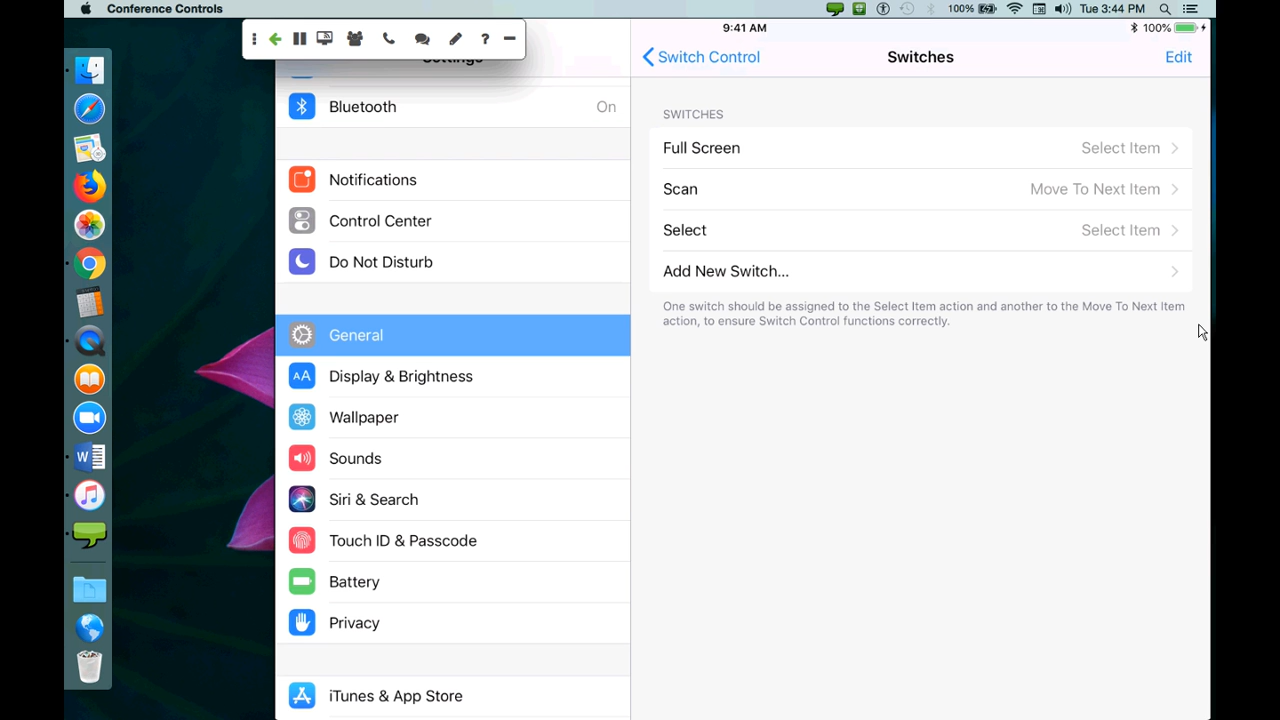 Conference Controls
100%
Tue 3:44 PM
?
9:41 AM
100%
Settings
Switch Control
Switches
Edit
Bluetooth
On
Notifications
Control Center
Do Not Disturb
General
AA
Display & Brightness
Wallpaper
Sounds
Siri & Search
Touch ID & Passcode
Battery
Privacy
iTunes & App Store
SWITCHES
Full Screen
Select Item
Scan
Move To Next Item
Select
Select Item
Add New Switch...
One switch should be assigned to the Select Item action and another to the Move To Next Item
action, to ensure Switch Control functions correctly.
W